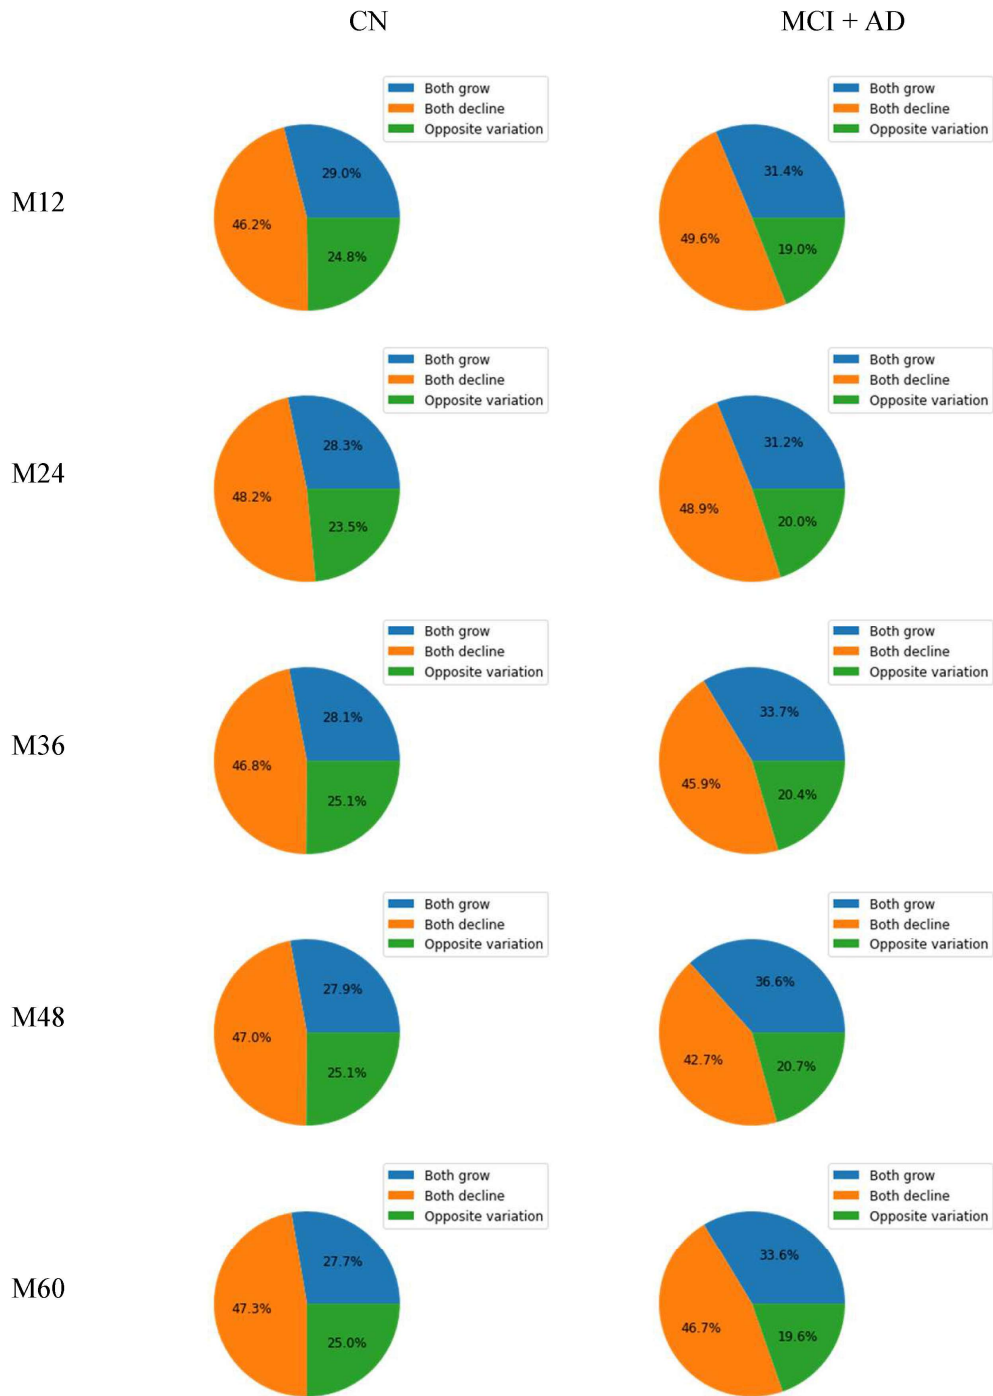 CN MCI + AD
Both grow
Both decline
Opposite variation
Both grow
Both decline
Opposite variation
M12
29.0%
46.2%
24.8%
31.4%
49.6%
19.0%
Both grow
Both decline
Opposite variation
Both grow
Both decline
Opposite variation
M24
28.3%
48.2%
23.5%
31.2%
48.9%
20.0%
Both grow
Both decline
Opposite variation
Both grow
Both decline
Opposite variation
M36
28.1%
46.8%
25.1%
33.7%
45.9%
20.4%
Both grow
Both decline
Opposite variation
Both grow
Both decline
Opposite variation
M48
27.9%
47.0%
25.1%
36.6%
42.7%
20.7%
Both grow
Both decline
Opposite variation
Both grow
Both decline
Opposite variation
M60
27.7%
47.3%
25.0%
33.6%
46.7%
19.6%